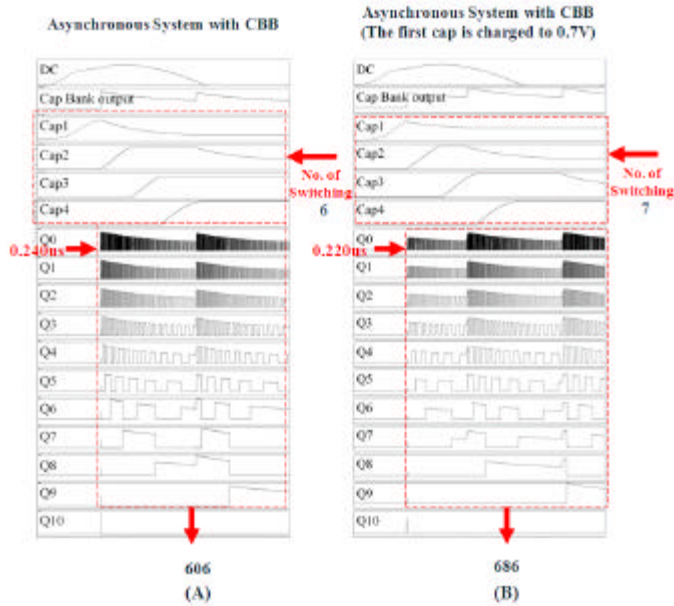 Asynchronous System with CBB
DC
Cap Bank output
Cap1
Cap2
Cap3
Cap4
No. of
Switching
6
Q0
0.240us
Q1
Q2
Q3
Q4
Q5
Q6
Q7
Q8
Q9
Q10
606
(A)
Asynchronous System with CBB
(The first cap is charged to 0.7V)
DC
Cap Bank output
Cap1
Cap2
Cap3
Cap4
No. of
Switching
7
Q0
0.220us
Q1
Q2
Q3
Q4
Q5
Q6
Q7
Q8
Q9
Q10
686
(B)